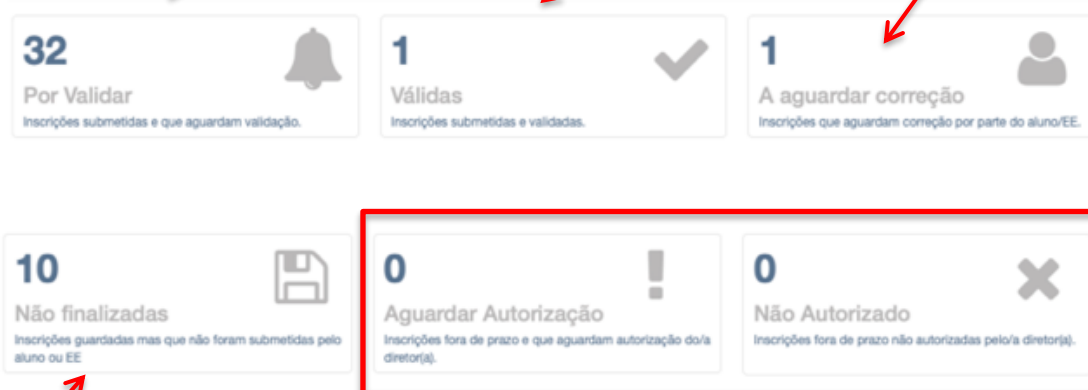 32
Por Validar
Inscrições submetidas e que aguardam validação.
1
Válidas
Inscrições submetidas e validadas.
1
A aguardar correção
Inscrições que aguardam correção por parte do aluno/EE.
10
Não finalizadas
Inscrições guardadas mas que não foram submetidas pelo
aluno ou EE
0
Aguardar Autorização
Inscrições fora de prazo e que aguardam autorização do/a
diretor(a).
0
Não Autorizado
Inscrições fora de prazo não autorizadas pelo/a diretor(a).